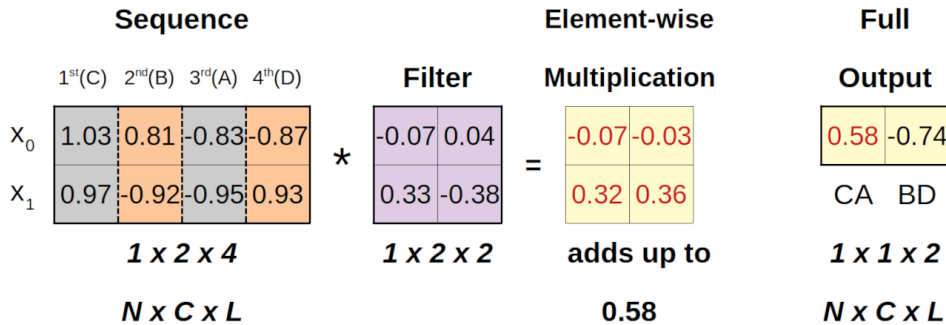 Sequence Element-wise Full
1st(C) 2nd(B) 3rd(A) 4th(D) Filter Multiplication Output
x0 1.03 0.81 -0.83 -0.87 -0.07 0.04 -0.07 -0.03 0.58 -0.74
* =
x1 0.97 -0.92 -0.95 0.93 0.33 -0.38 0.32 0.36 CA BD
1 x 2 x 4 1 x 2 x 2 adds up to 1 x 1 x 2
N x C x L 0.58 N x C x L